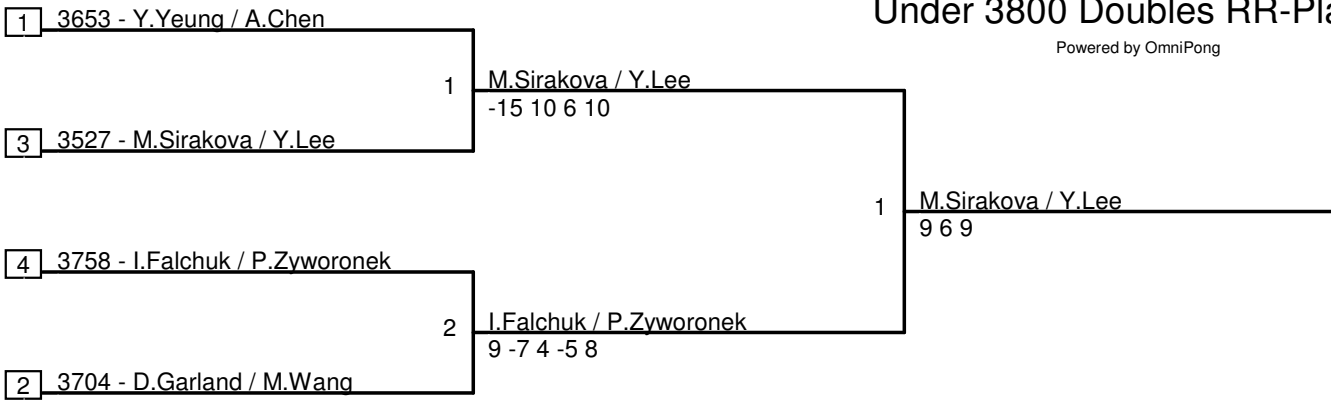 Under 3800 Doubles RR-Pla
Powered by OmniPong
1 3653 - Y.Yeung / A.Chen
1 M.Sirakova / Y.Lee
-15 10 6 10
3 3527 - M.Sirakova / Y.Lee
1 M.Sirakova / Y.Lee
9 6 9
4 3758 - I.Falchuk / P.Zyworonek
2 I.Falchuk / P.Zyworonek
9 -7 4 -5 8
2 3704 - D.Garland / M.Wang